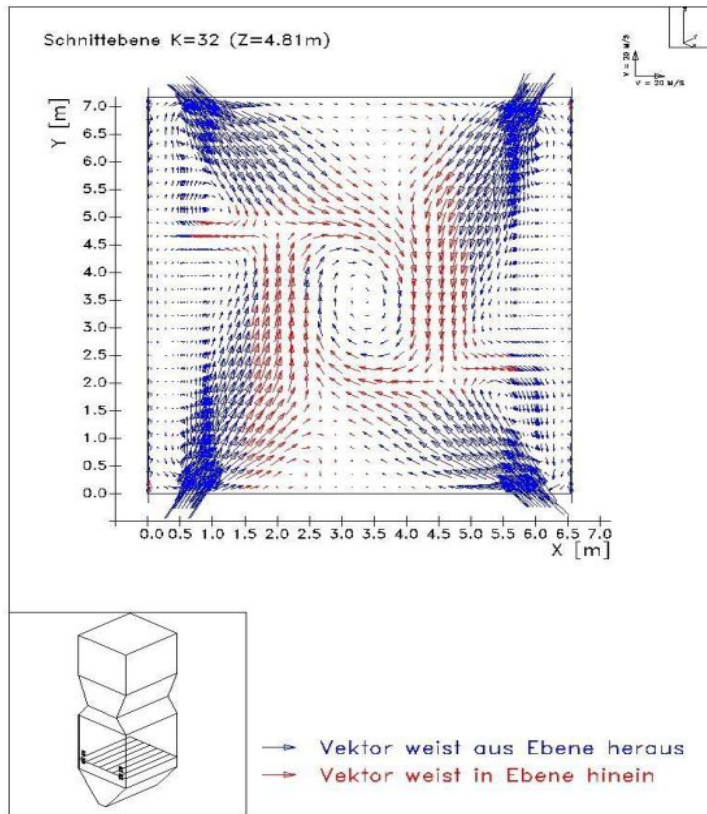 Schnittebene K=32 (Z=4.81m)
V = 20 M/S
V = 20 M/S
Y [m]
7.0
6.5
6.0
5.5
5.0
4.5
4.0
3.5
3.0
2.5
2.0
1.5
1.0
0.5
0.0
0.0 0.5 1.0 1.5 2.0 2.5 3.0 3.5 4.0 4.5 5.0 5.5 6.0 6.5 7.0
X [m]
Vektor weist aus Ebene heraus
Vektor weist in Ebene hinein